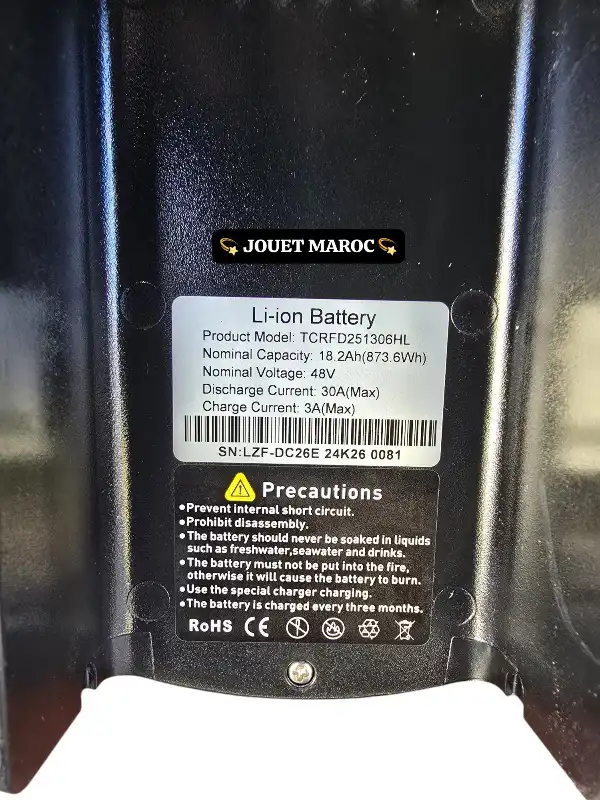 JOUET MAROC
Li-ion Battery
Product Model: TCRFD251306HL
Nominal Capacity: 18.2Ah(873.6Wh)
Nominal Voltage: 48V
Discharge Current: 30A(Max)
Charge Current: 3A(Max)
SN:LZF-DC26E 24K26 0081
Precautions
•Prevent internal short circuit.
•Prohibit disassembly.
•The battery should never be soaked in liquids
such as freshwater,seawater and drinks.
•The battery must not be put into the fire,
otherwise it will cause the battery to burn.
•Use the special charger charging.
•The battery is charged every three months.
RoHS CE